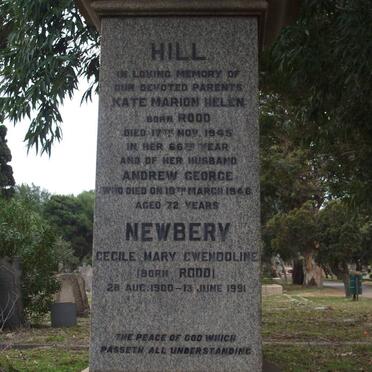 HILL
IN LOVING MEMORY OF
OUR DEVOTED PARENTS
KATE MARION HELEN
BORN RODD
DIED 17TH NOV. 1945
IN HER 66TH YEAR
AND OF HER HUSBAND
ANDREW GEORGE
WHO DIED ON 19TH MARCH 1946
AGED 72 YEARS
NEWBERY
CECILE MARY GWENDOLINE
(BORN RODD)
28 AUG. 1900 - 13 JUNE 1991
THE PEACE OF GOD WHICH
PASSETH ALL UNDERSTANDING